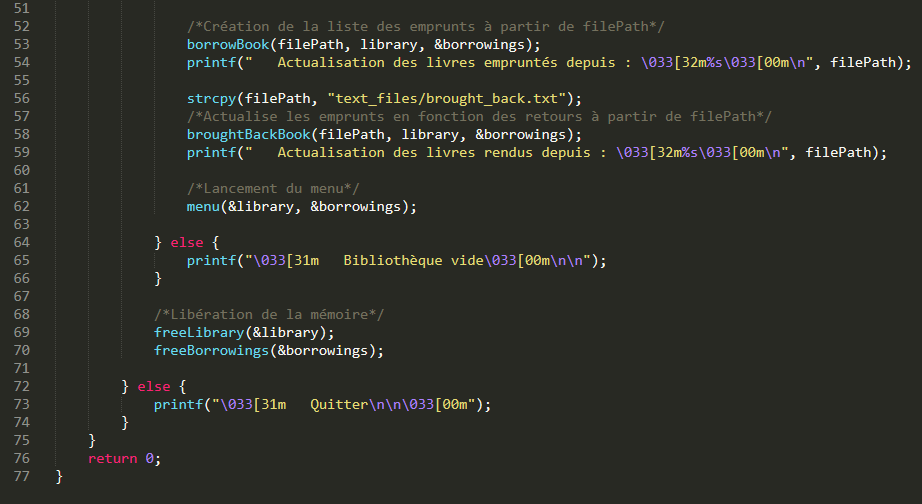 51
52 /*Création de la liste des emprunts à partir de filePath*/
53 borrowBook(filePath, library, &borrowings);
54 printf("   Actualisation des livres empruntés depuis : \033[32m%s\033[00m\n", filePath);
55
56 strcpy(filePath, "text_files/brought_back.txt");
57 /*Actualise les emprunts en fonction des retours à partir de filePath*/
58 broughtBackBook(filePath, library, &borrowings);
59 printf("   Actualisation des livres rendus depuis : \033[32m%s\033[00m\n", filePath);
60
61 /*Lancement du menu*/
62 menu(&library, &borrowings);
63
64 } else {
65 printf("\033[31m   Bibliothèque vide\033[00m\n\n");
66 }
67
68 /*Libération de la mémoire*/
69 freeLibrary(&library);
70 freeBorrowings(&borrowings);
71
72 } else {
73 printf("\033[31m   Quitter\n\n\033[00m");
74 }
75 }
76 return 0;
77 }